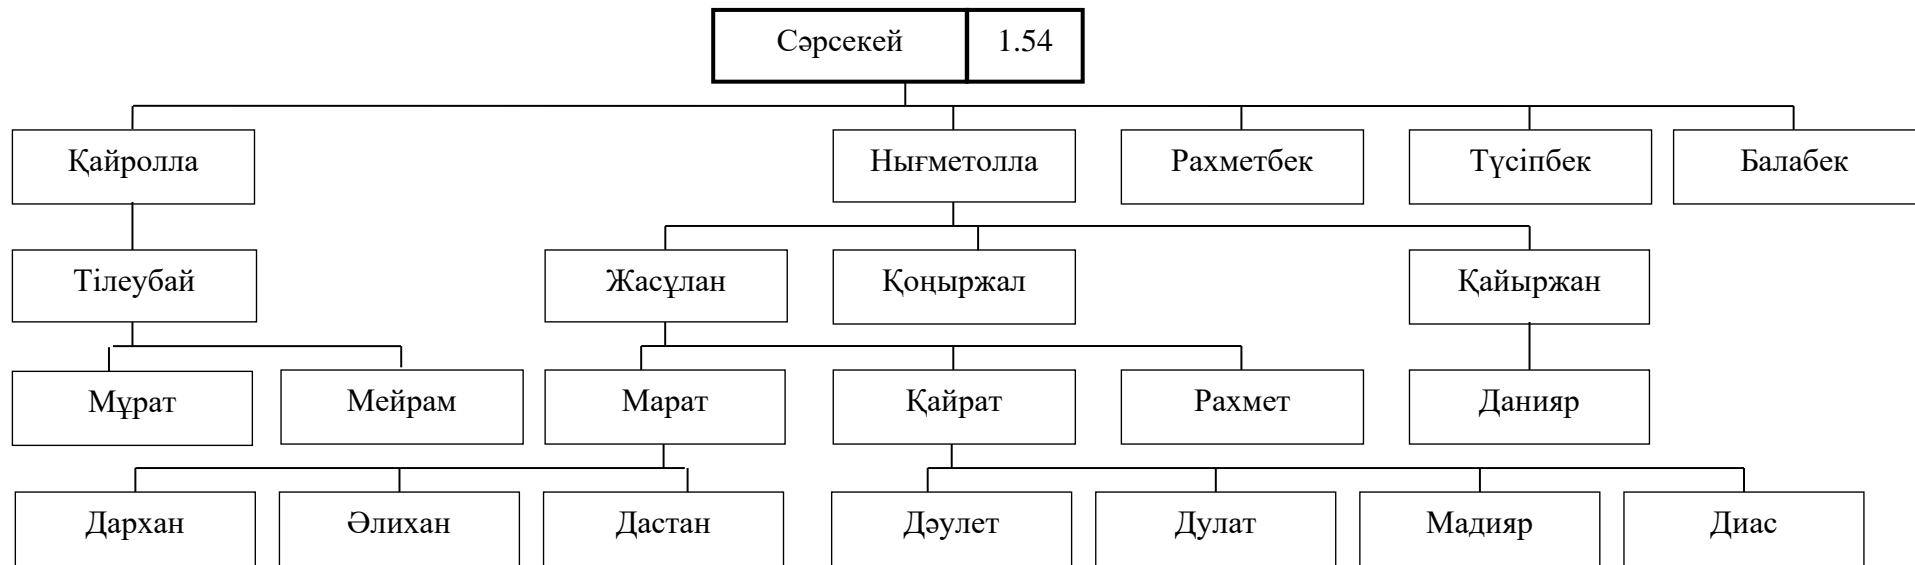 Сәрсекей 1.54
Қайролла Нығметолла Рахметбек Түсіпбек Балабек
Тілеубай Жасұлан Қоңыржал Қайыржан
Мұрат Мейрам Марат Қайрат Рахмет Данияр
Дархан Әлихан Дастан Дәулет Дулат Мадияр Диас